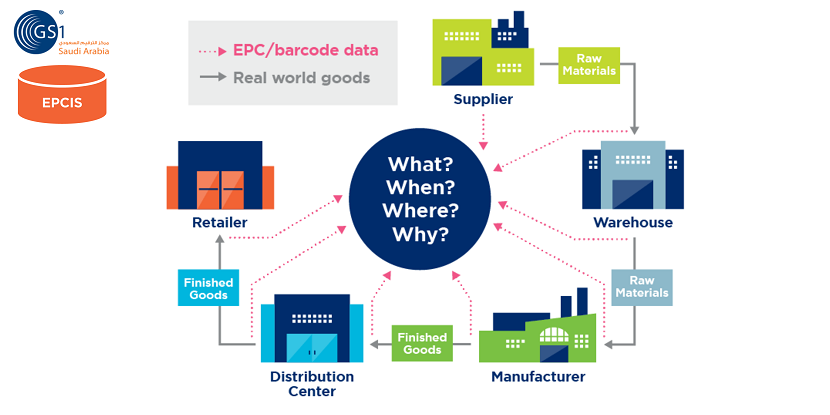 GS1
®
مركز الترقيم السعودي
Saudi Arabia
EPCIS
EPC/barcode data
Real world goods
Supplier
Raw
Materials
What?
When?
Where?
Why?
Retailer
Warehouse
Finished
Goods
Raw
Materials
Finished
Goods
Distribution
Center
Manufacturer